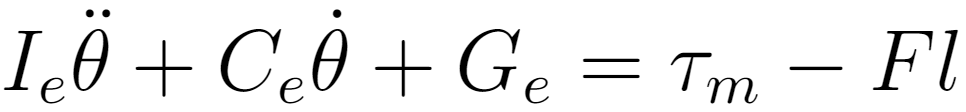 $I_e\ddot{\theta} + C_e\dot{\theta} + G_e = \tau_m - Fl$